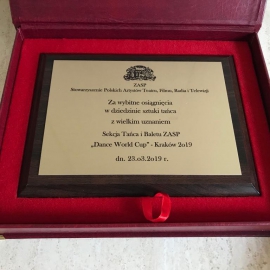 ZASP
Stowarzyszenie Polskich Artystów Teatru, Filmu, Radia i Telewizji
Za wybitne osiągnięcia
w dziedzinie sztuki tańca
z wielkim uznaniem
Sekcja Tańca i Baletu ZASP
„Dance World Cup” - Kraków 2019
dn. 23.03.2019 r.